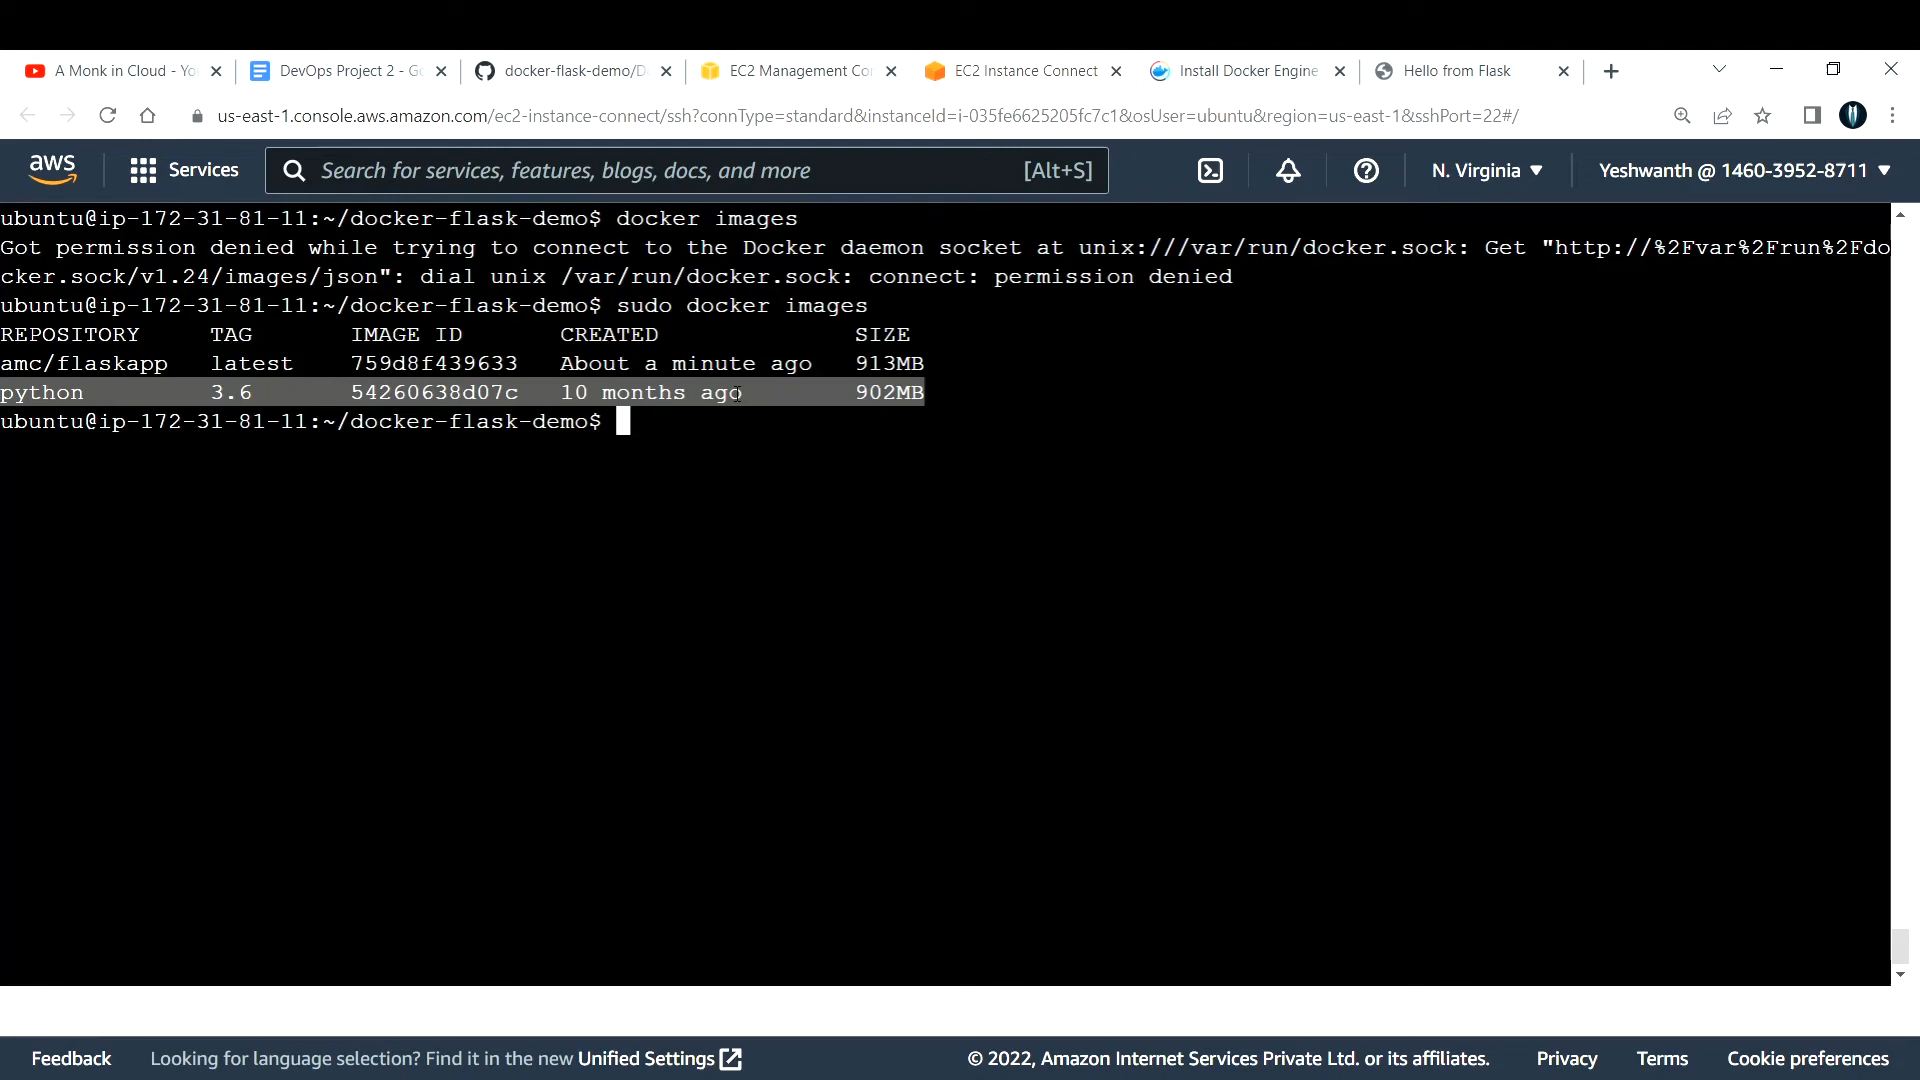 A Monk in Cloud - Yo
DevOps Project 2 - Go
docker-flask-demo/D
EC2 Management Co
EC2 Instance Connect
Install Docker Engine
Hello from Flask
us-east-1.console.aws.amazon.com/ec2-instance-connect/ssh?connType=standard&instanceId=i-035fe6625205fc7c1&osUser=ubuntu&region=us-east-1&sshPort=22#/
aws
Services
Search for services, features, blogs, docs, and more
[Alt+S]
N. Virginia
Yeshwanth @ 1460-3952-8711
ubuntu@ip-172-31-81-11:~/docker-flask-demo$ docker images
Got permission denied while trying to connect to the Docker daemon socket at unix:///var/run/docker.sock: Get "http://%2Fvar%2Frun%2Fdo
cker.sock/v1.24/images/json": dial unix /var/run/docker.sock: connect: permission denied
ubuntu@ip-172-31-81-11:~/docker-flask-demo$ sudo docker images
REPOSITORY TAG IMAGE ID CREATED SIZE
amc/flaskapp latest 759d8f439633 About a minute ago 913MB
python 3.6 54260638d07c 10 months ago 902MB
ubuntu@ip-172-31-81-11:~/docker-flask-demo$
Feedback
Looking for language selection? Find it in the new Unified Settings
© 2022, Amazon Internet Services Private Ltd. or its affiliates.
Privacy
Terms
Cookie preferences